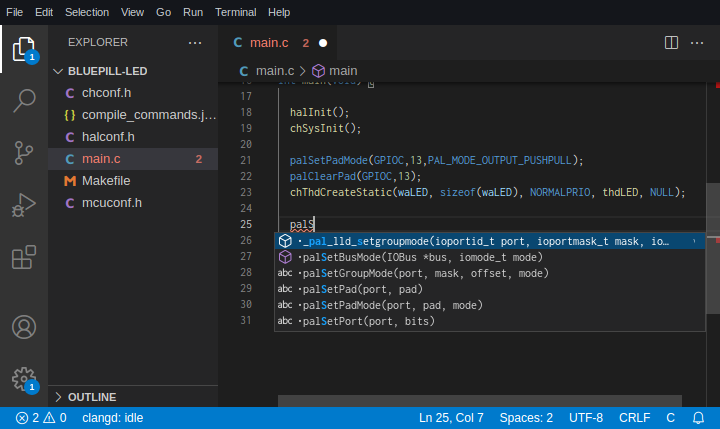 File Edit Selection View Go Run Terminal Help
EXPLORER ···
C main.c 2
C main.c > main
BLUEPILL-LED
C chconf.h
{} compile_commands.j...
C halconf.h
C main.c 2
M Makefile
C mcuconf.h
OUTLINE
17
18 halInit();
19 chSysInit();
20
21 palSetPadMode(GPIOC,13,PAL_MODE_OUTPUT_PUSHPULL);
22 palClearPad(GPIOC,13);
23 chThdCreateStatic(waLED, sizeof(waLED), NORMALPRIO, thdLED, NULL);
24
25 palS
26 •_pal_lld_setgroupmode(ioportid_t port, ioportmask_t mask, io…
27 •palSetBusMode(IOBus *bus, iomode_t mode)
28 abc •palSetGroupMode(port, mask, offset, mode)
29 abc •palSetPad(port, pad)
30 abc •palSetPadMode(port, pad, mode)
31 abc •palSetPort(port, bits)
1
1
2 0 clangd: idle Ln 25, Col 7 Spaces: 2 UTF-8 CRLF C